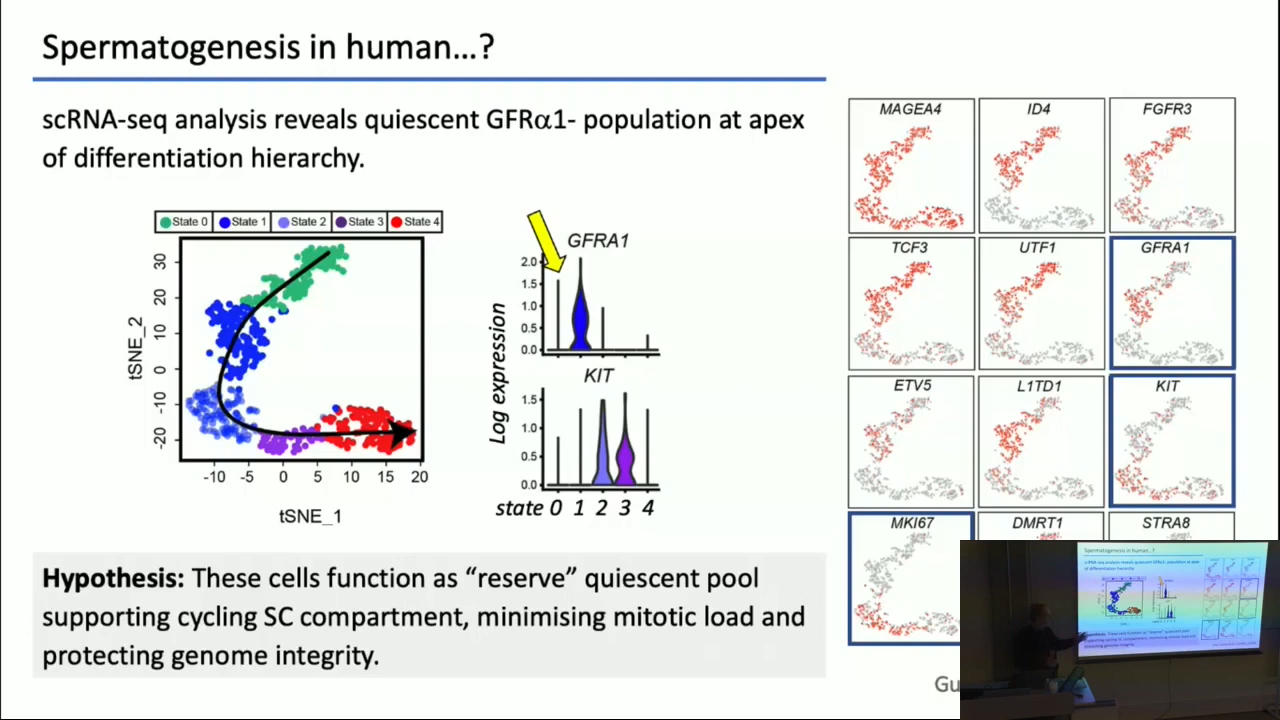 Spermatogenesis in human...?
scRNA-seq analysis reveals quiescent GFRα1- population at apex
of differentiation hierarchy.
State 0 State 1 State 2 State 3 State 4
tSNE_2
30
20
10
0
-10
-20
-10 -5 0 5 10 15 20
tSNE_1
Log expression
GFRA1
2.0
1.5
1.0
0.5
0.0
KIT
1.5
1.0
0.5
0.0
state 0 1 2 3 4
MAGEA4 ID4 FGFR3
TCF3 UTF1 GFRA1
ETV5 L1TD1 KIT
MKI67 DMRT1 STRA8
Hypothesis: These cells function as “reserve” quiescent pool
supporting cycling SC compartment, minimising mitotic load and
protecting genome integrity.
Spermatogenesis in human...?